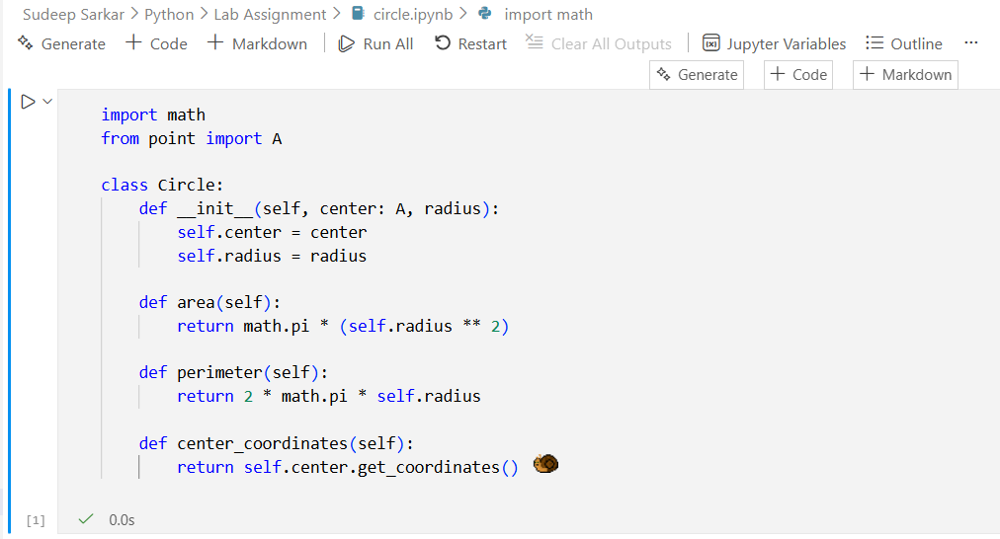 Sudeep Sarkar > Python > Lab Assignment > circle.ipynb > import math
Generate + Code + Markdown Run All Restart Clear All Outputs Jupyter Variables Outline ...
Generate + Code + Markdown
import math
from point import A
class Circle:
    def __init__(self, center: A, radius):
        self.center = center
        self.radius = radius
    def area(self):
        return math.pi * (self.radius ** 2)
    def perimeter(self):
        return 2 * math.pi * self.radius
    def center_coordinates(self):
        return self.center.get_coordinates()
[1] 0.0s